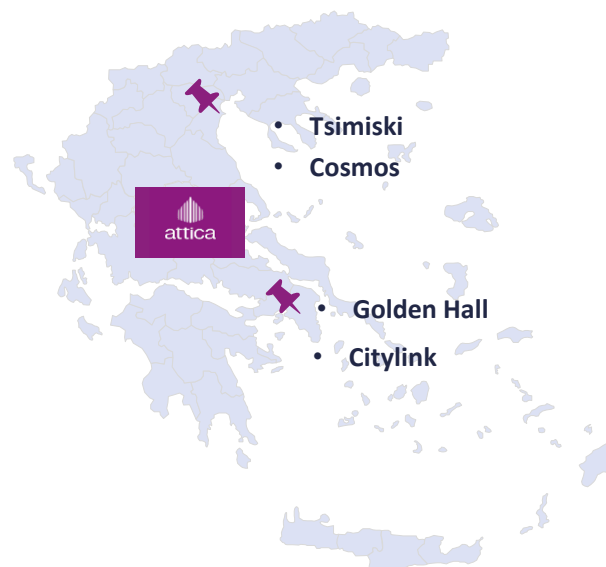 • Tsimiski
• Cosmos
attica
• Golden Hall
• Citylink